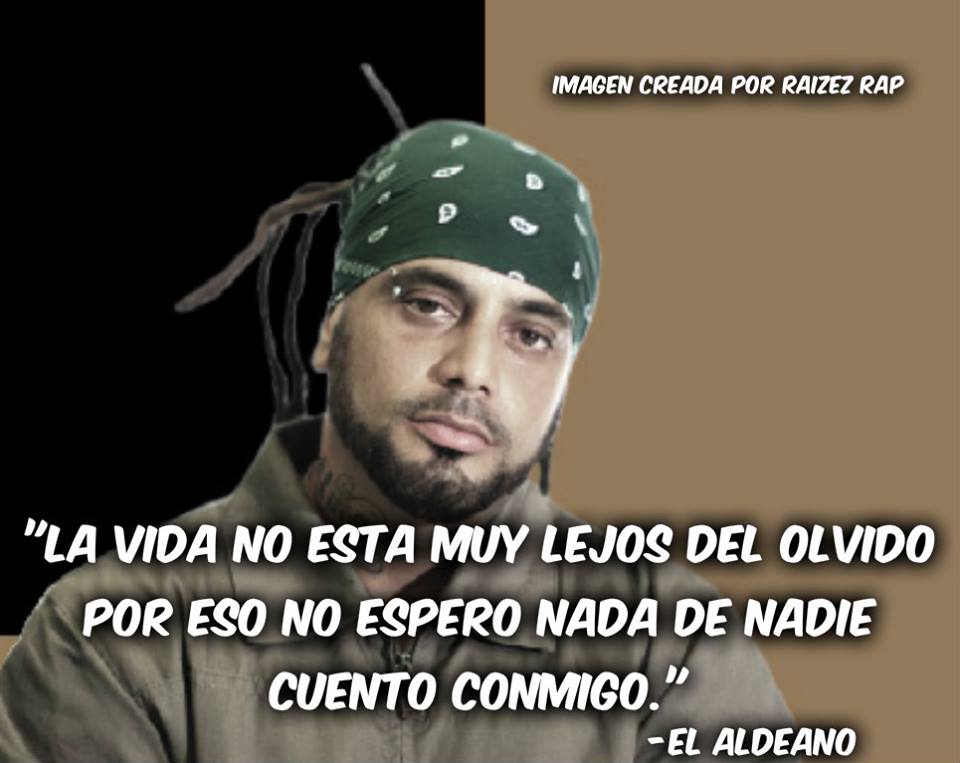 IMAGEN CREADA POR RAIZEZ RAP
"LA VIDA NO ESTA MUY LEJOS DEL OLVIDO
POR ESO NO ESPERO NADA DE NADIE
CUENTO CONMIGO."
-EL ALDEANO